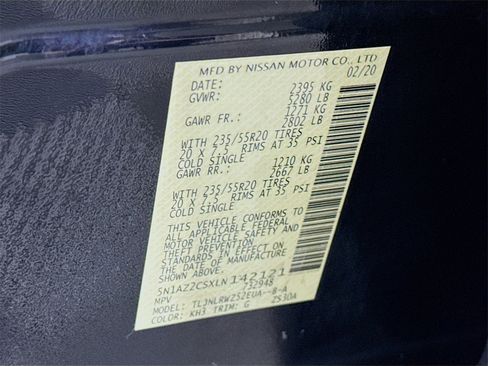 MFD BY NISSAN MOTOR CO., LTD
DATE: 02/20
GVWR: 2395 KG
5280 LB
GAWR FR.: 1271 KG
2802 LB
WITH 235/55R20 TIRES
20 X 7.5 RIMS AT 35 PSI
COLD SINGLE
GAWR RR.: 1210 KG
2667 LB
WITH 235/55R20 TIRES
20 X 7.5 RIMS AT 35 PSI
COLD SINGLE
THIS VEHICLE CONFORMS TO
ALL APPLICABLE FEDERAL
MOTOR VEHICLE SAFETY AND
THEFT PREVENTION
STANDARDS IN EFFECT ON
THE DATE OF MANUFACTURE
SHOWN ABOVE.
5N1AZ2CSXLN142121
MPV 732948
MODEL: TLJNLRWZ52EUA--B-A
COLOR: KH3 TRIM: G ZS30A